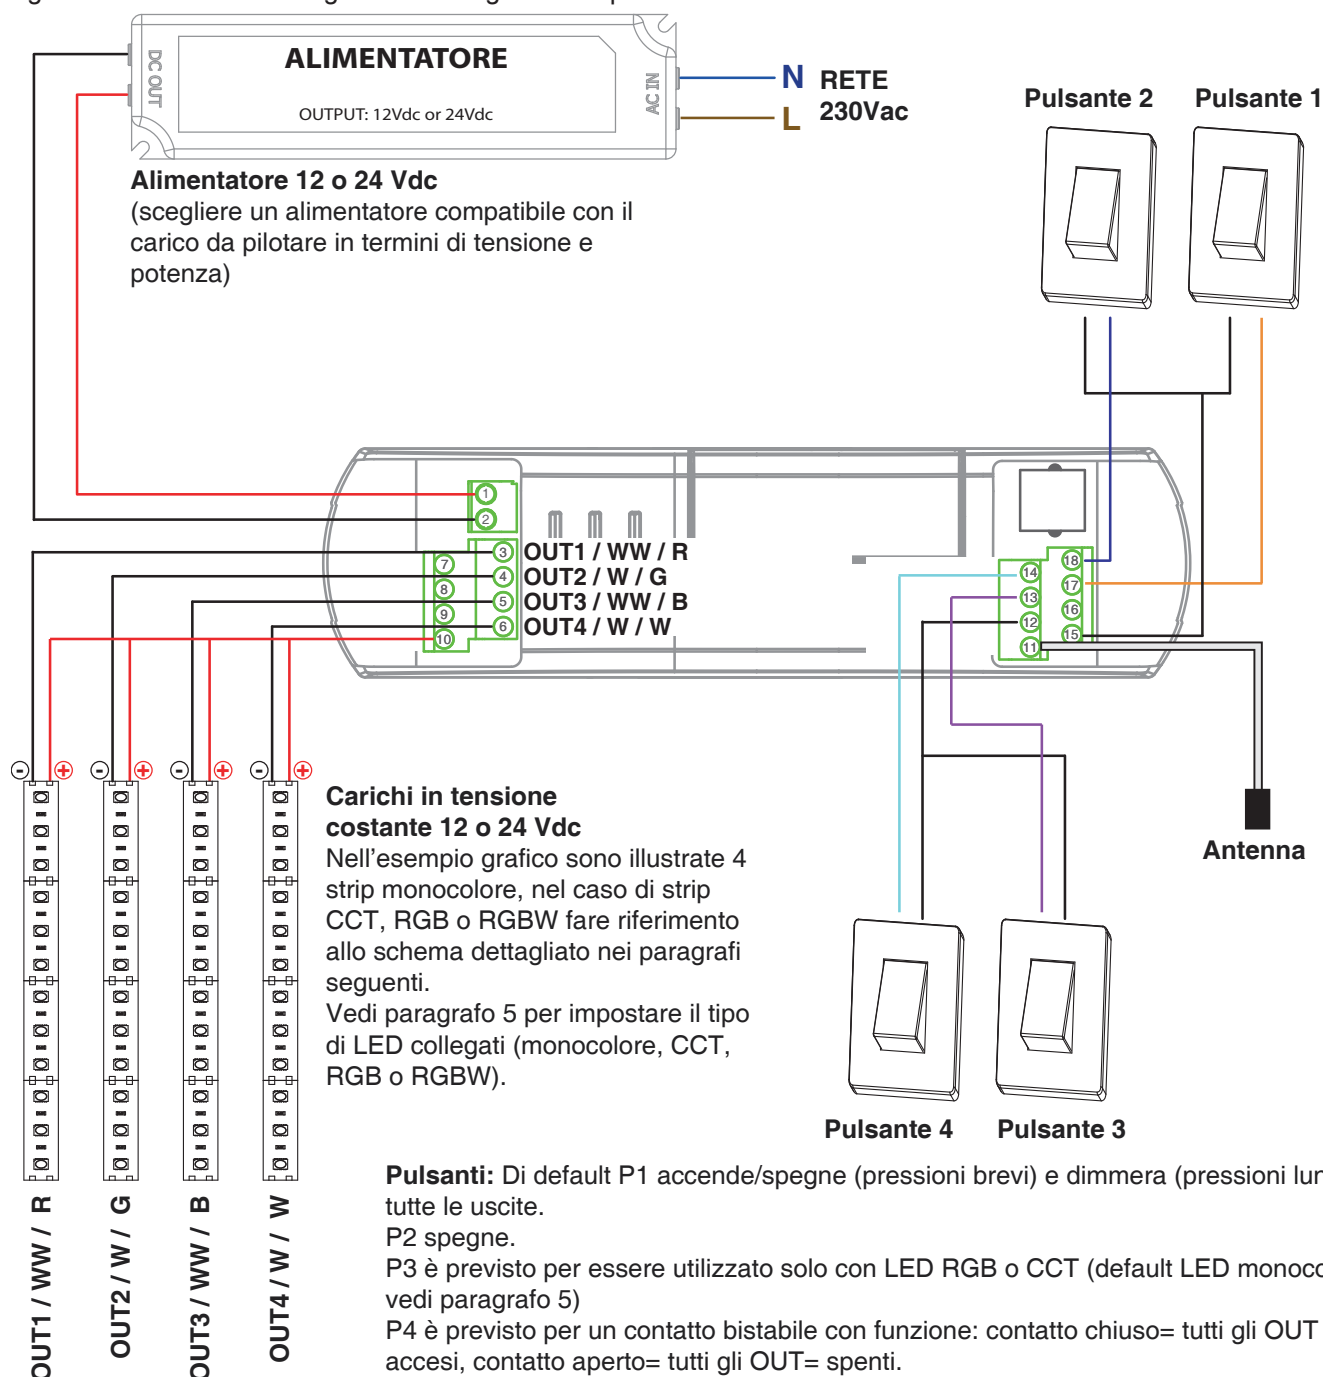 DC OUT
ALIMENTATORE
OUTPUT: 12Vdc or 24Vdc
AC IN
N
L
RETE
230Vac
Pulsante 2
Pulsante 1
Alimentatore 12 o 24 Vdc
(scegliere un alimentatore compatibile con il
carico da pilotare in termini di tensione e
potenza)
1
2
3
4
5
6
7
8
9
10
OUT1 / WW / R
OUT2 / W / G
OUT3 / WW / B
OUT4 / W / W
14
13
12
11
18
17
16
15
- +
- +
- +
- +
Carichi in tensione
costante 12 o 24 Vdc
Nell'esempio grafico sono illustrate 4
strip monocolore, nel caso di strip
CCT, RGB o RGBW fare riferimento
allo schema dettagliato nei paragrafi
seguenti.
Vedi paragrafo 5 per impostare il tipo
di LED collegati (monocolore, CCT,
RGB o RGBW).
Antenna
Pulsante 4
Pulsante 3
OUT1 / WW / R
OUT2 / W / G
OUT3 / WW / B
OUT4 / W / W
Pulsanti: Di default P1 accende/spegne (pressioni brevi) e dimmera (pressioni lun
tutte le uscite.
P2 spegne.
P3 è previsto per essere utilizzato solo con LED RGB o CCT (default LED monoco
vedi paragrafo 5)
P4 è previsto per un contatto bistabile con funzione: contatto chiuso= tutti gli OUT
accesi, contatto aperto= tutti gli OUT= spenti.